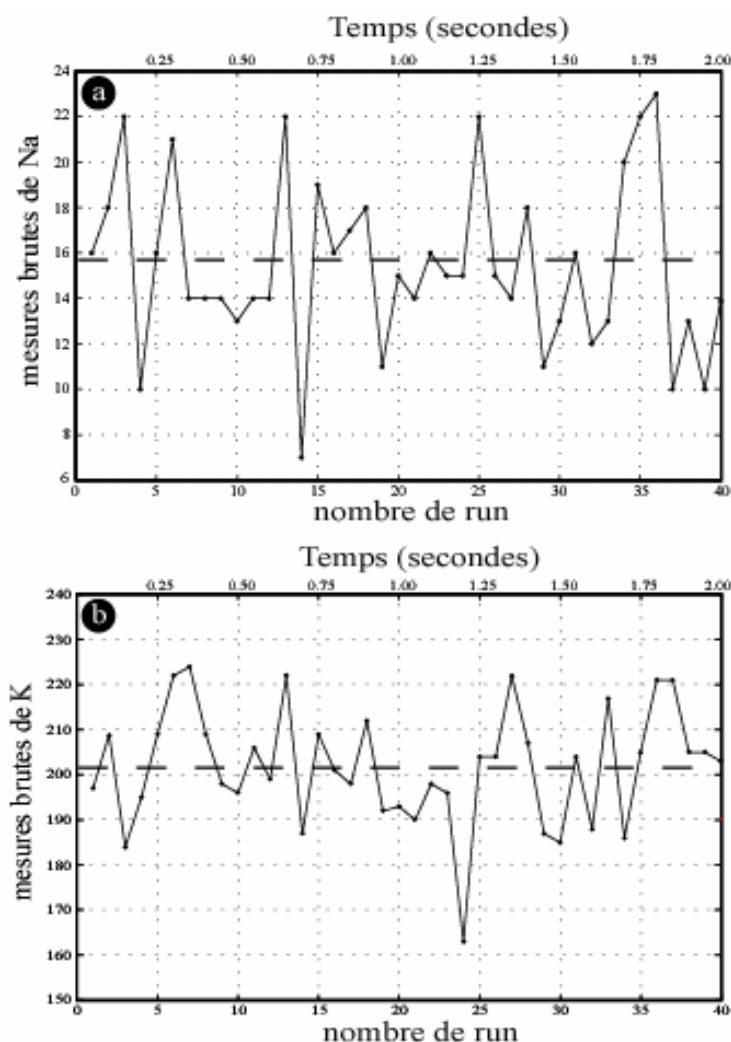 Temps (secondes)
0.25 0.50 0.75 1.00 1.25 1.50 1.75 2.00
a
mesures brutes de Na
24
22
20
18
16
14
12
10
8
6
0 5 10 15 20 25 30 35 40
nombre de run
Temps (secondes)
0.25 0.50 0.75 1.00 1.25 1.50 1.75 2.00
b
mesures brutes de K
240
230
220
210
200
190
180
170
160
150
0 5 10 15 20 25 30 35 40
nombre de run